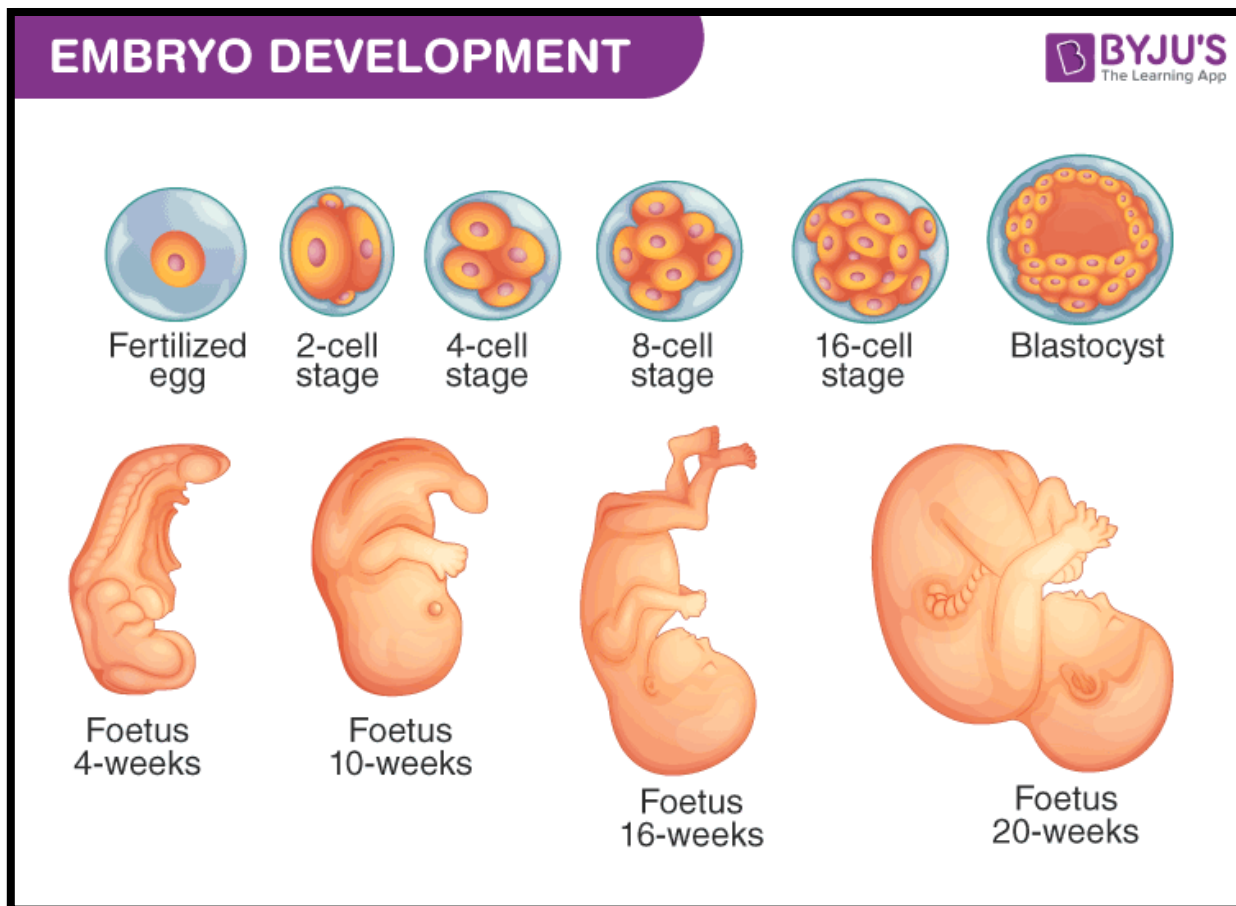 EMBRYO DEVELOPMENT
BYJU'S
The Learning App
Fertilized
egg
2-cell
stage
4-cell
stage
8-cell
stage
16-cell
stage
Blastocyst
Foetus
4-weeks
Foetus
10-weeks
Foetus
16-weeks
Foetus
20-weeks